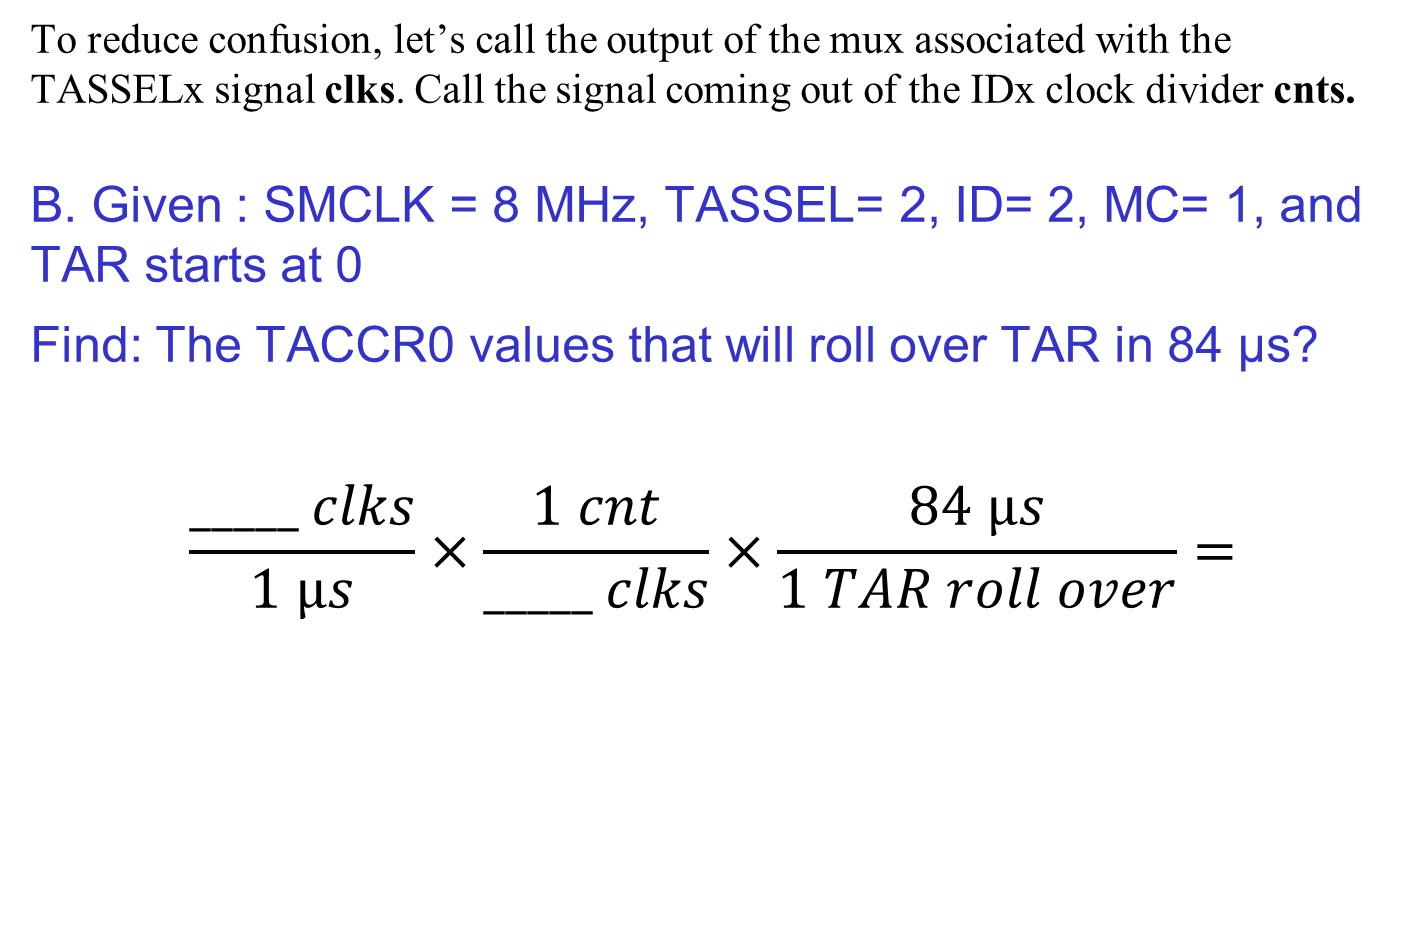 To reduce confusion, let’s call the output of the mux associated with the
TASSELx signal clks. Call the signal coming out of the IDx clock divider cnts.
B. Given : SMCLK = 8 MHz, TASSEL= 2, ID= 2, MC= 1, and
TAR starts at 0
Find: The TACCR0 values that will roll over TAR in 84 µs?
_____ clks / 1 µs × 1 cnt / _____ clks × 84 µs / 1 TAR roll over =